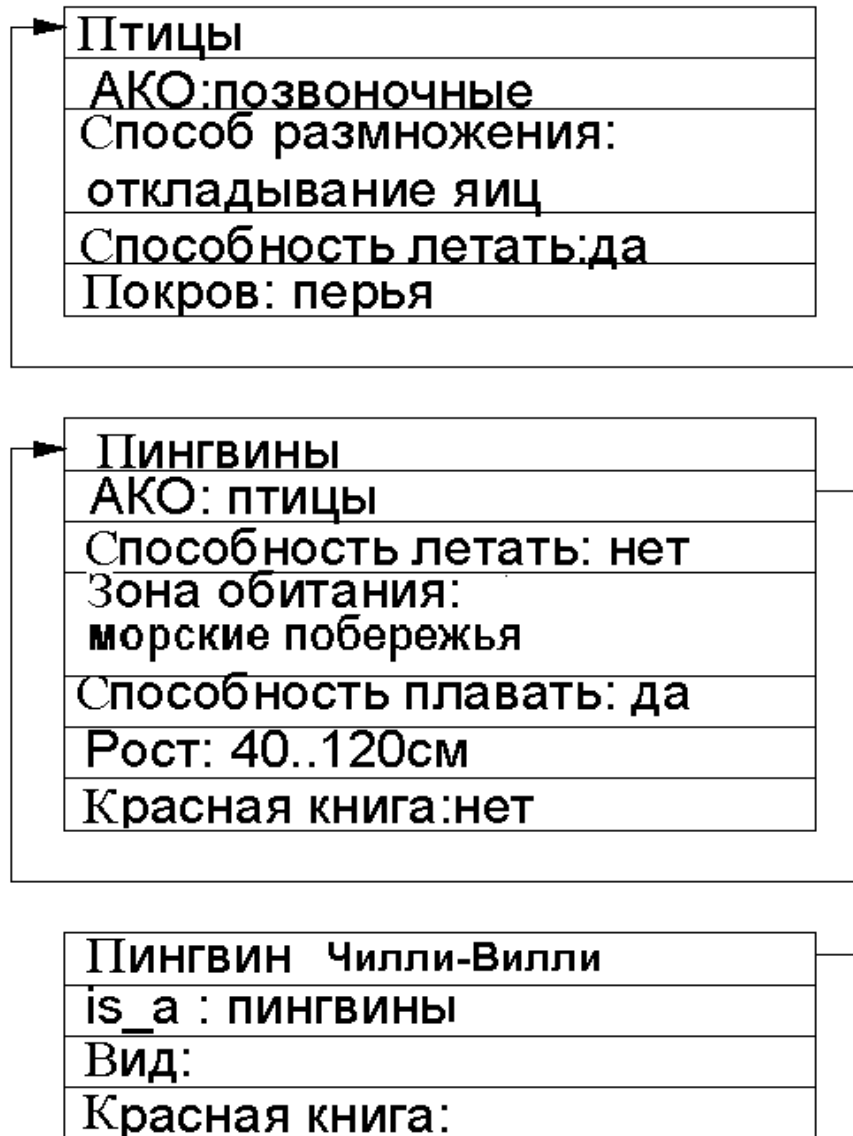 Птицы
АКО:позвоночные
Способ размножения:
откладывание яиц
Способность летать:да
Покров: перья
Пингвины
АКО: птицы
Способность летать: нет
Зона обитания:
морские побережья
Способность плавать: да
Рост: 40..120см
Красная книга:нет
Пингвин Чилли-Вилли
is_a : пингвины
Вид:
Красная книга: